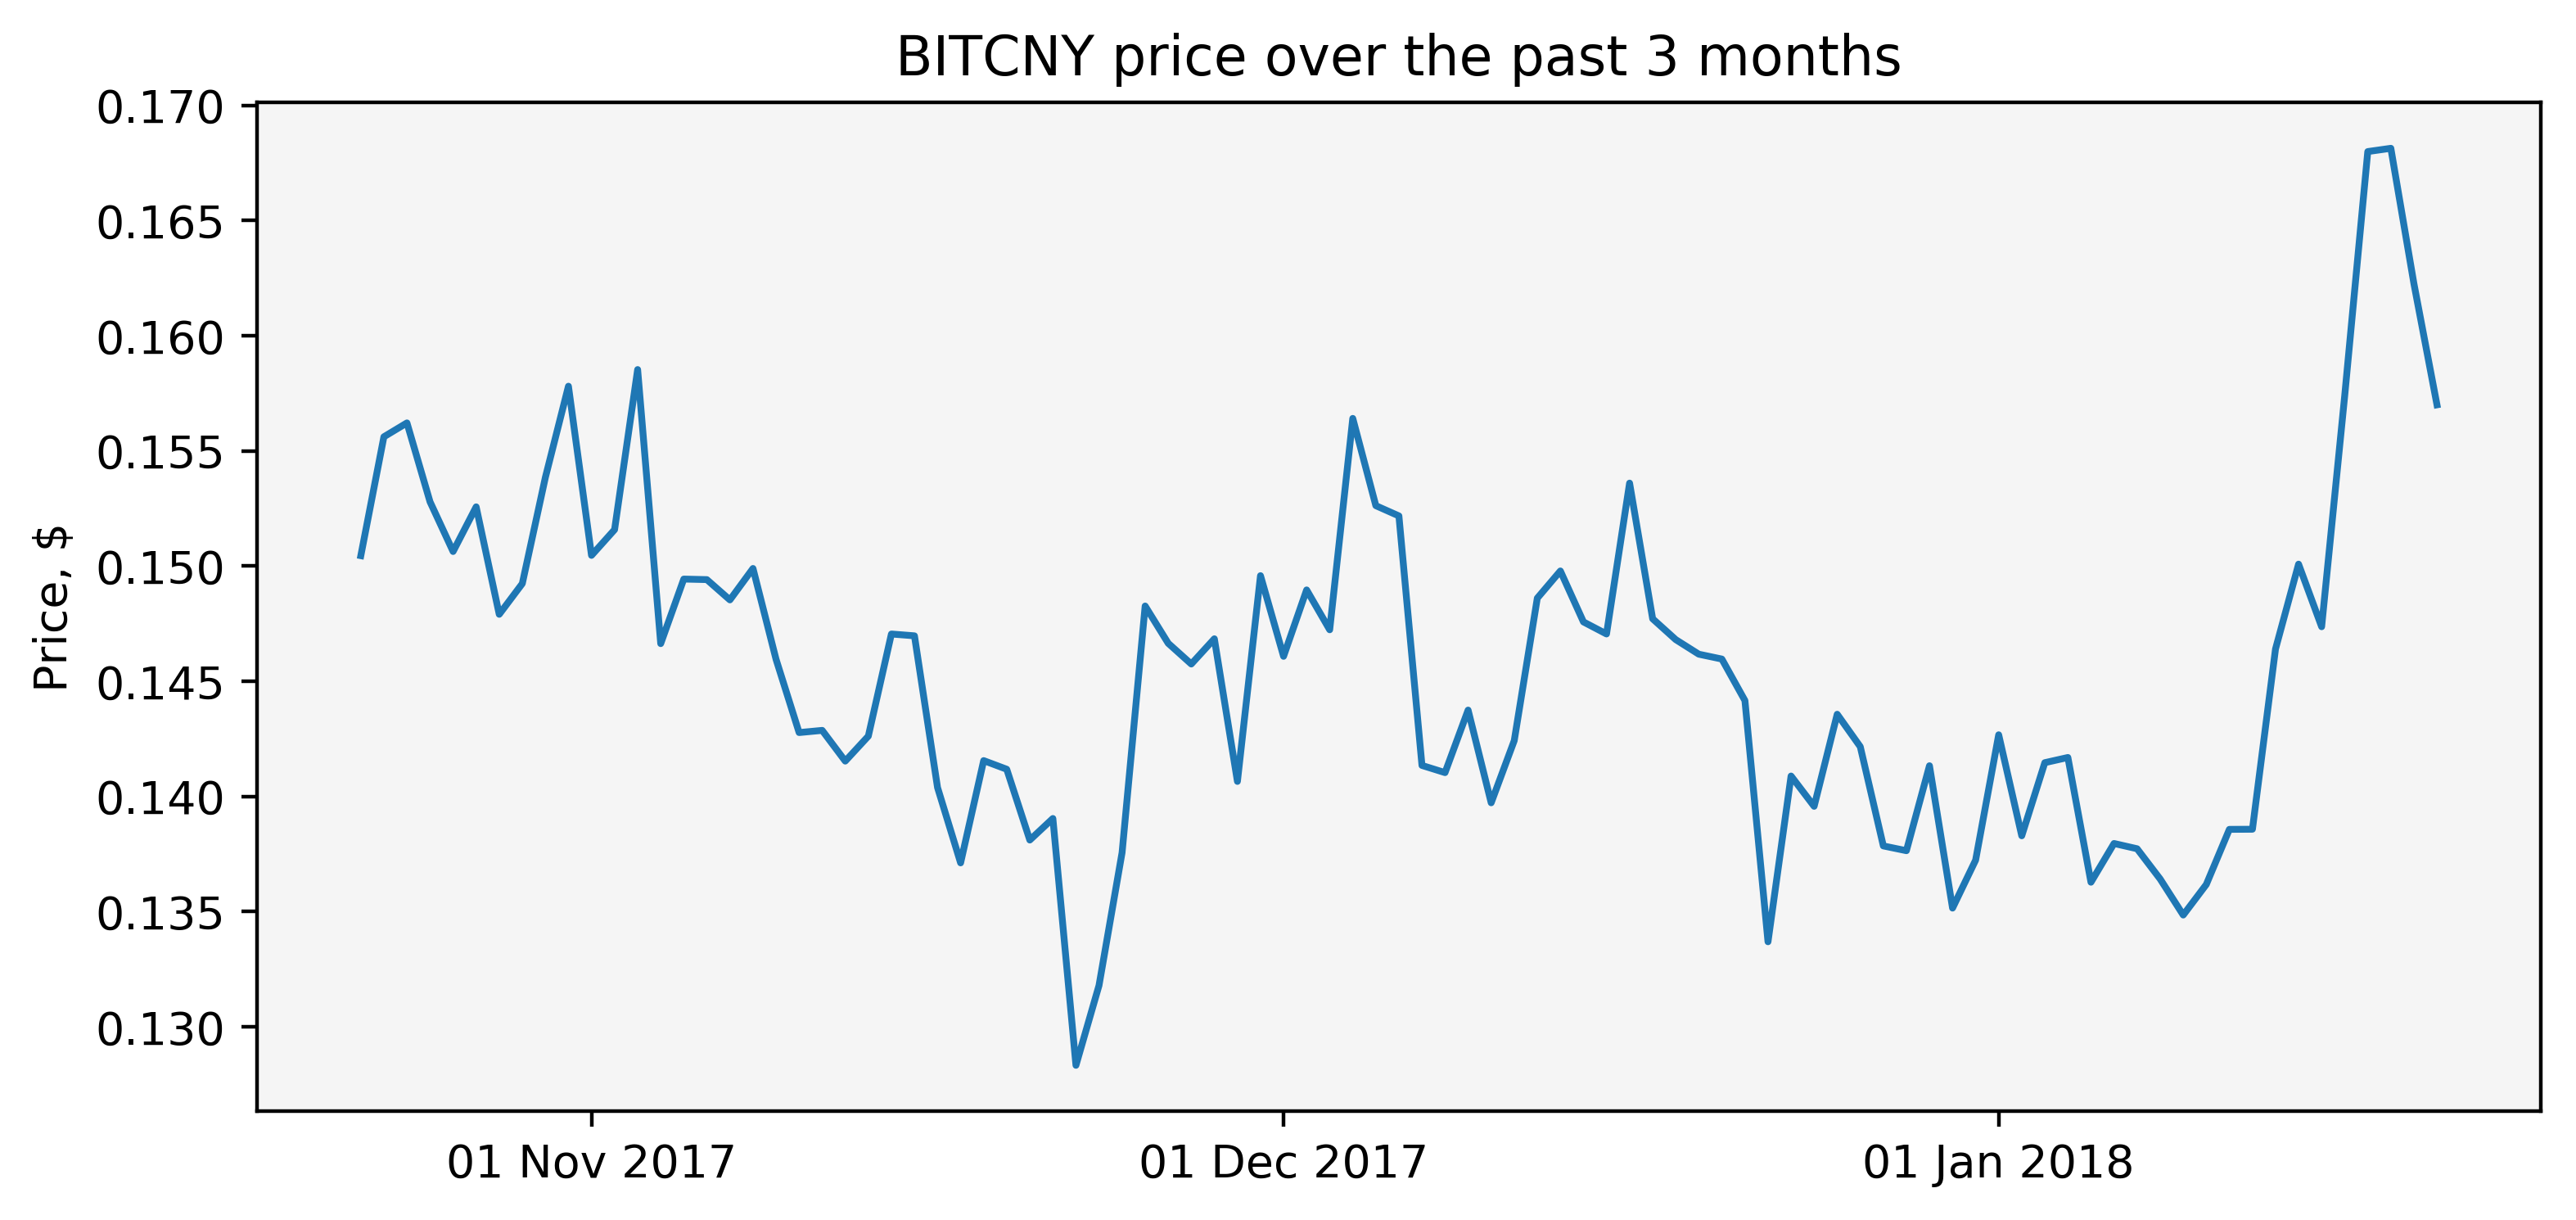 BITCNY price over the past 3 months
Price, $
0.170
0.165
0.160
0.155
0.150
0.145
0.140
0.135
0.130
01 Nov 2017
01 Dec 2017
01 Jan 2018